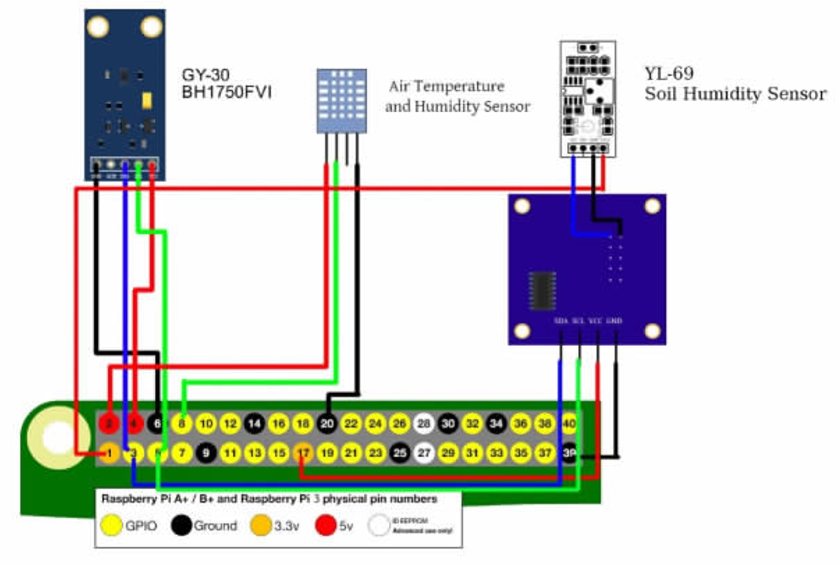 GY-30
BH1750FVI
Air Temperature
and Humidity Sensor
YL-69
Soil Humidity Sensor
SDA SCL VCC GND
2 4 6 8 10 12 14 16 18 20 22 24 26 28 30 32 34 36 38 40
1 3 5 7 9 11 13 15 17 19 21 23 25 27 29 31 33 35 37 39
Raspberry Pi A+ / B+ and Raspberry Pi 3 physical pin numbers
GPIO Ground 3.3v 5v ID EEPROM
Advanced use only!